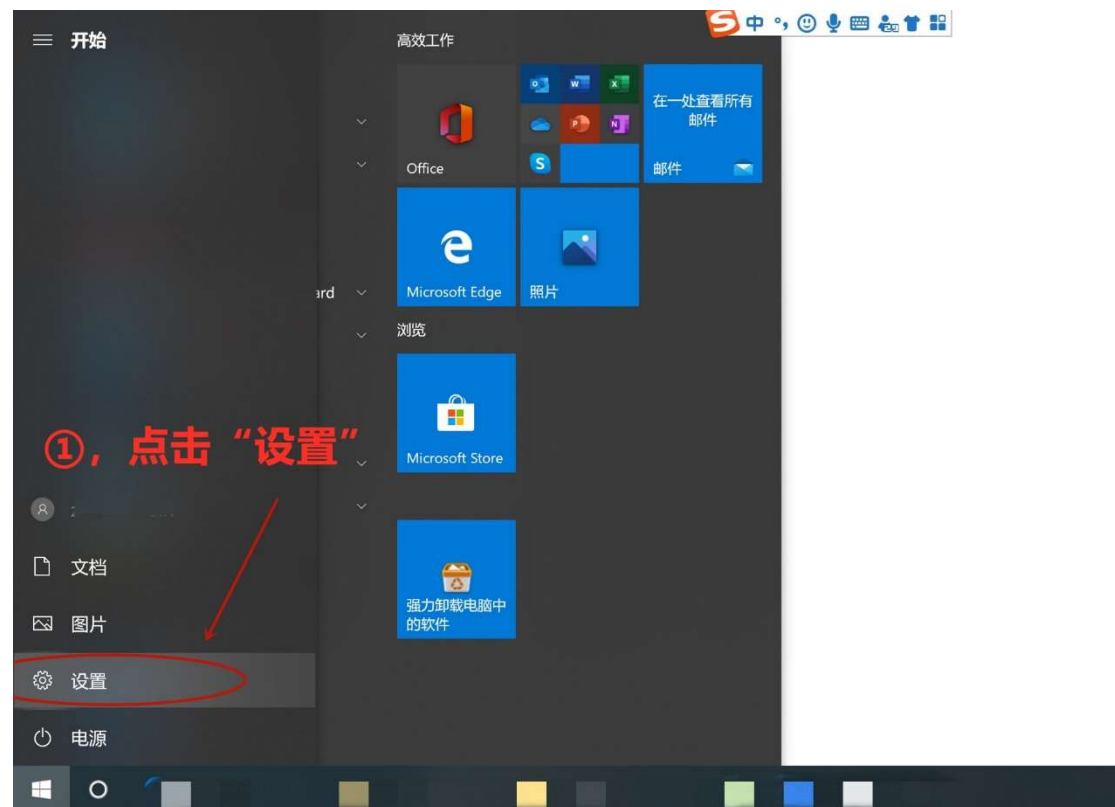 开始
高效工作
中
Office
在一处查看所有
邮件
邮件
Microsoft Edge
照片
ard
浏览
Microsoft Store
①，点击“设置”
强力卸载电脑中
的软件
文档
图片
设置
电源